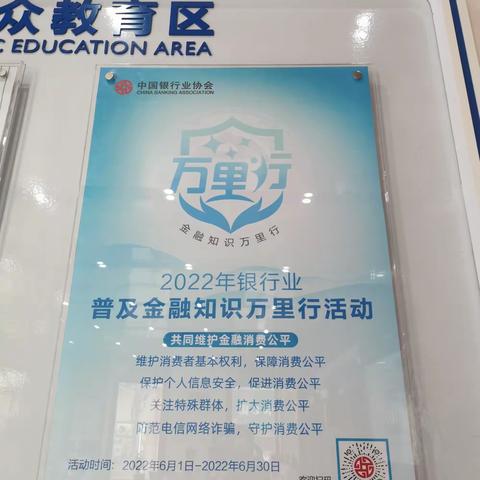 众教育区
C EDUCATION AREA
中国银行业协会
CHINA BANKING ASSOCIATION
万里行
金融知识万里行
2022年银行业
普及金融知识万里行活动
共同维护金融消费公平
维护消费者基本权利，保障消费公平
保护个人信息安全，促进消费公平
关注特殊群体，扩大消费公平
防范电信网络诈骗，守护消费公平
活动时间：2022年6月1日-2022年6月30日